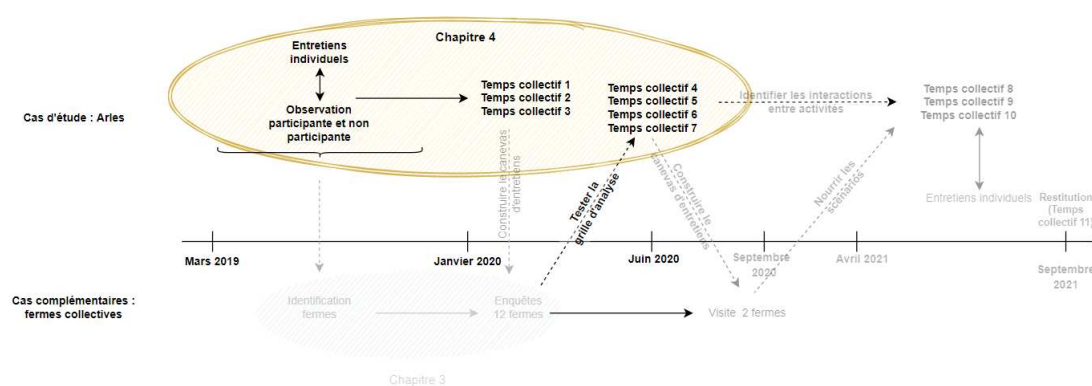 Chapitre 4
Entretiens
individuels
Observation
participante et non
participante
Temps collectif 1
Temps collectif 2
Temps collectif 3
Temps collectif 4
Temps collectif 5
Temps collectif 6
Temps collectif 7
Identifier les interactions
entre activités
Temps collectif 8
Temps collectif 9
Temps collectif 10
Cas d'étude : Arles
Construire le canevas
d'entretiens
Tester la
grille d'analyse
Construire le
canevas d'entretiens
Nourrir les
scénarios
Entretiens individuels
Restitution
(Temps
collectif 11)
Mars 2019
Janvier 2020
Juin 2020
Septembre
2020
Avril 2021
Septembre
2021
Cas complémentaires :
fermes collectives
Identification
fermes
Enquêtes
12 fermes
Visite 2 fermes
Chapitre 3